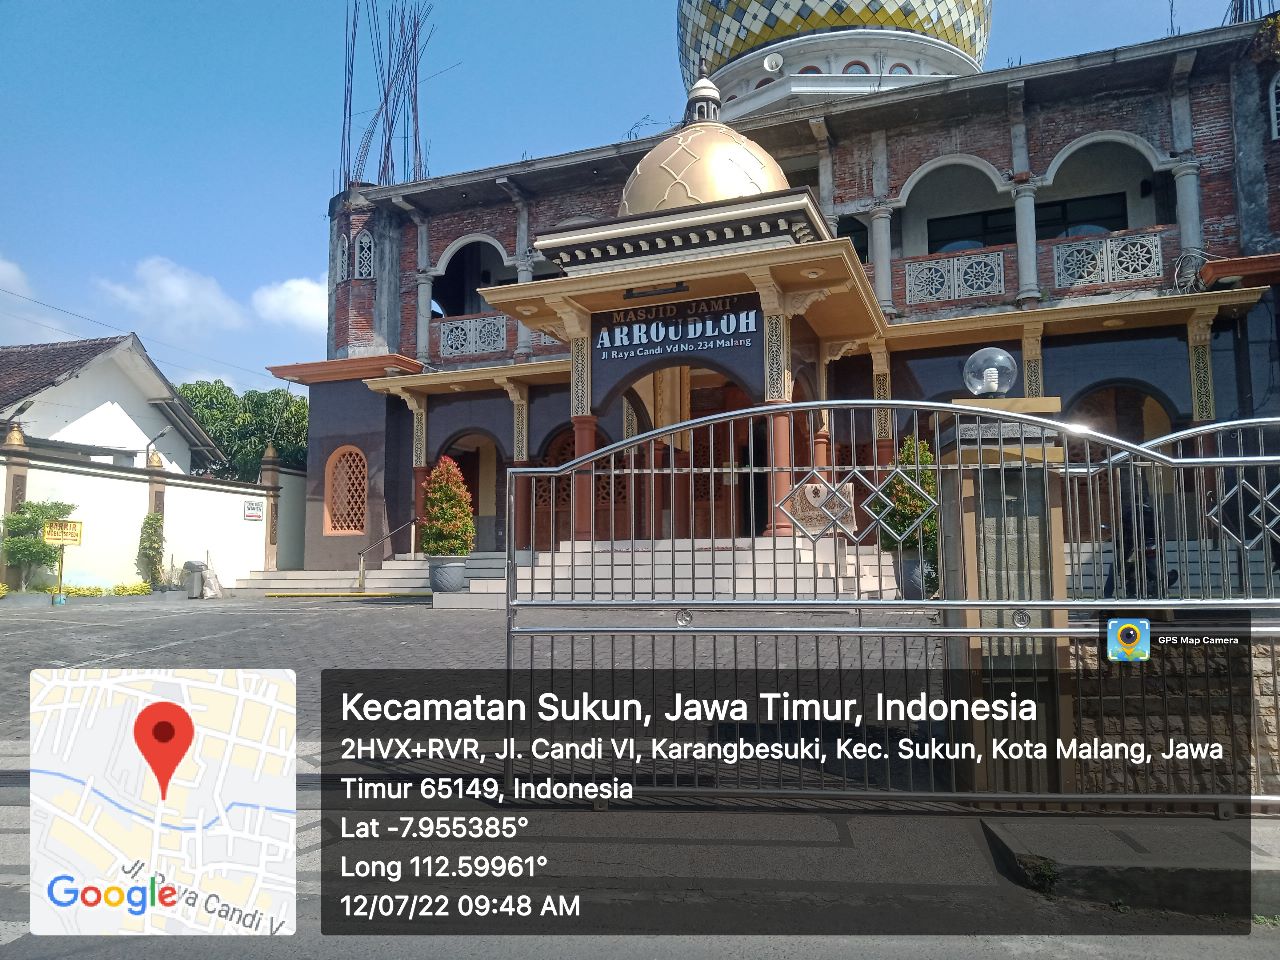 MASJID JAMI'
ARROUDLOH
Jl Raya Candi Vd No.234 Malang
PARKIR
GPS Map Camera
Kecamatan Sukun, Jawa Timur, Indonesia
2HVX+RVR, Jl. Candi VI, Karangbesuki, Kec. Sukun, Kota Malang, Jawa
Timur 65149, Indonesia
Lat -7.955385°
Long 112.59961°
12/07/22 09:48 AM
Jl. Raya Candi V
Google